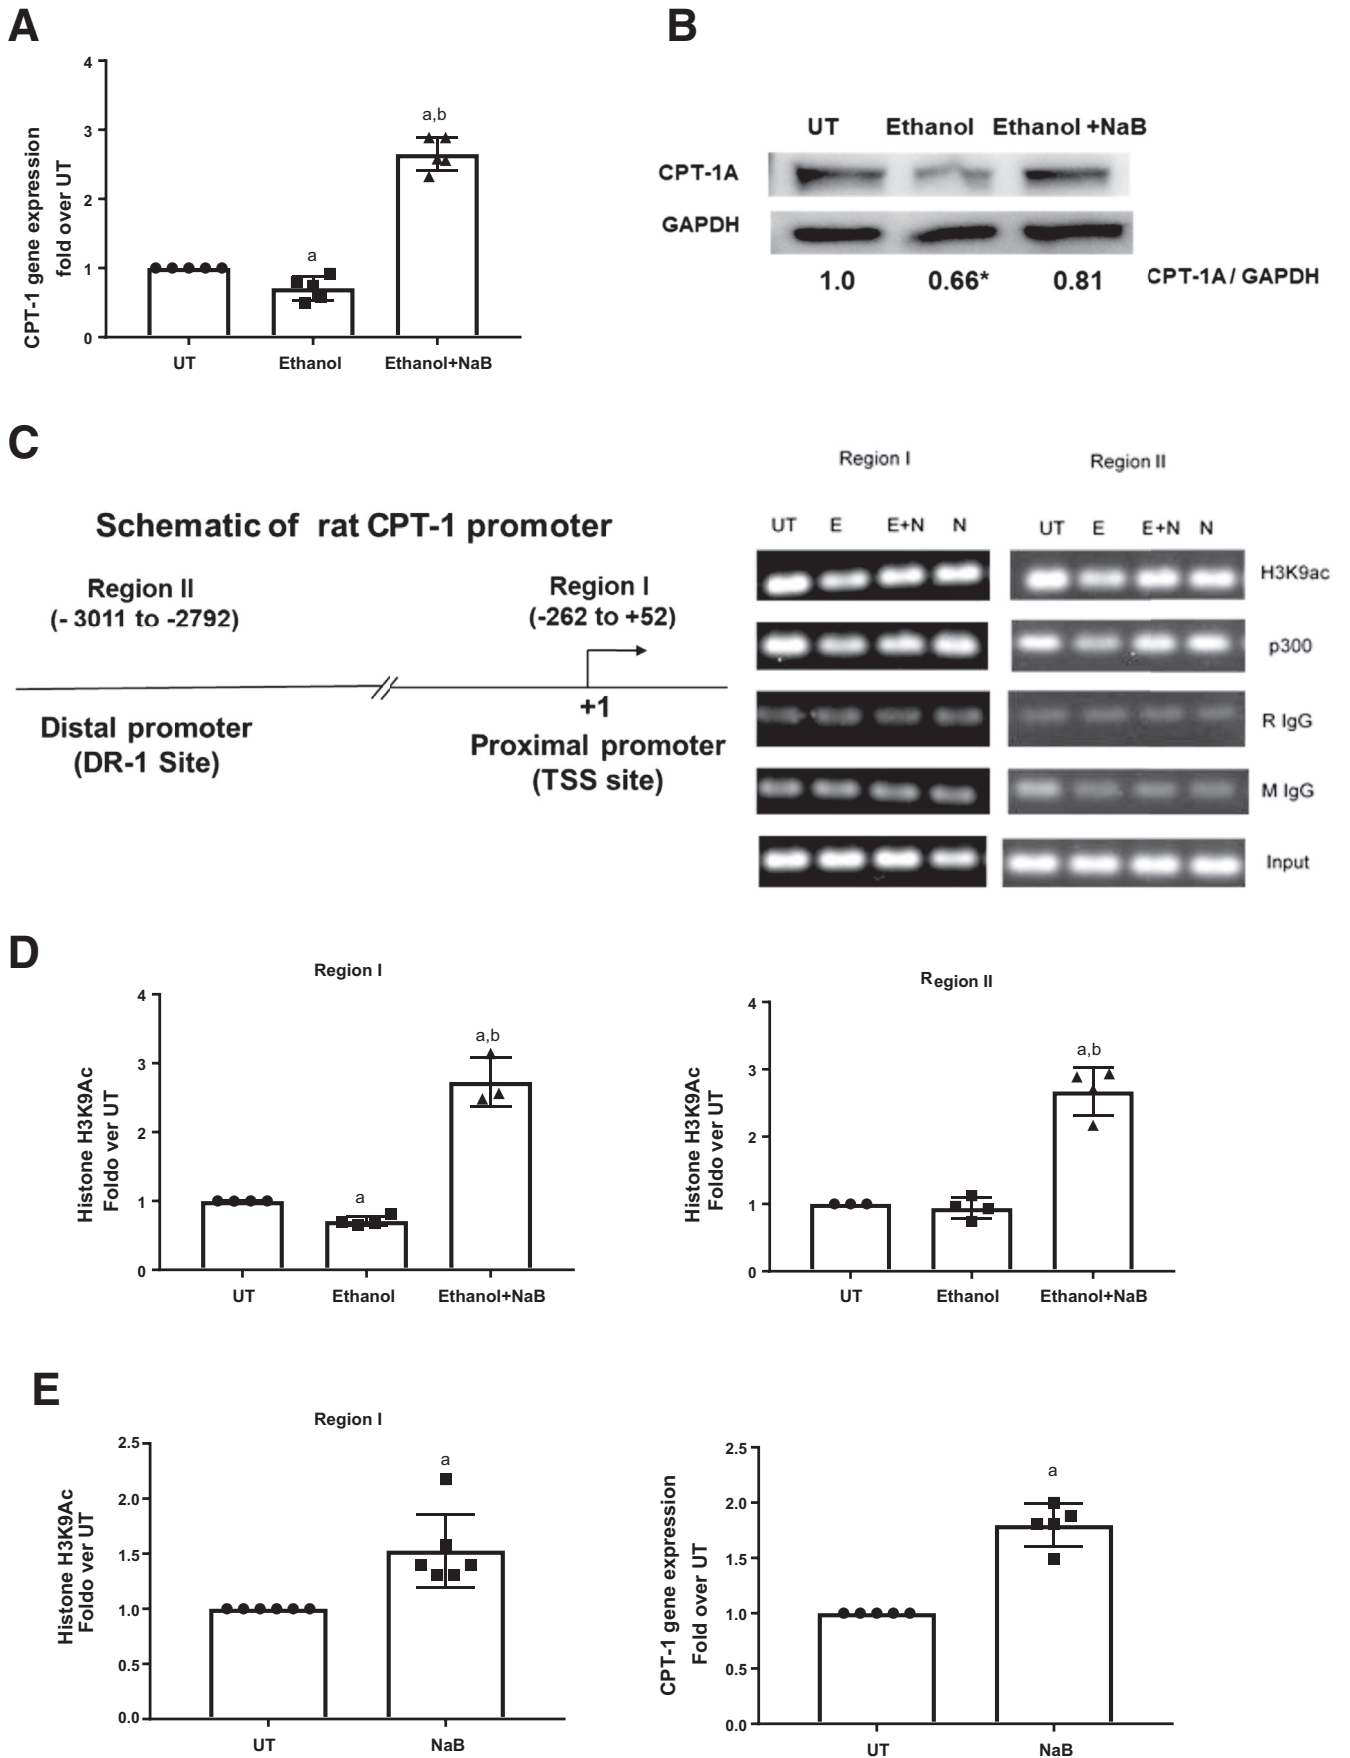 A
CPT-1 gene expression
fold over UT
4
3
2
1
0
a
a,b
UT
Ethanol
Ethanol+NaB
B
UT Ethanol Ethanol +NaB
CPT-1A
GAPDH
1.0 0.66* 0.81 CPT-1A / GAPDH
C
Schematic of rat CPT-1 promoter
Region II
(- 3011 to -2792)
Region I
(-262 to +52)
+1
Distal promoter
(DR-1 Site)
Proximal promoter
(TSS site)
Region I
Region II
UT E E+N N
UT E E+N N
H3K9ac
p300
R IgG
M IgG
Input
D
Region I
Histone H3K9Ac
Foldo ver UT
4
3
2
1
0
a
a,b
UT
Ethanol
Ethanol+NaB
Region II
Histone H3K9Ac
Foldo ver UT
4
3
2
1
0
a,b
UT
Ethanol
Ethanol+NaB
E
Region I
Histone H3K9Ac
Foldo ver UT
2.5
2.0
1.5
1.0
0.5
0.0
a
UT
NaB
CPT-1 gene expression
Fold over UT
2.5
2.0
1.5
1.0
0.5
0.0
a
UT
NaB